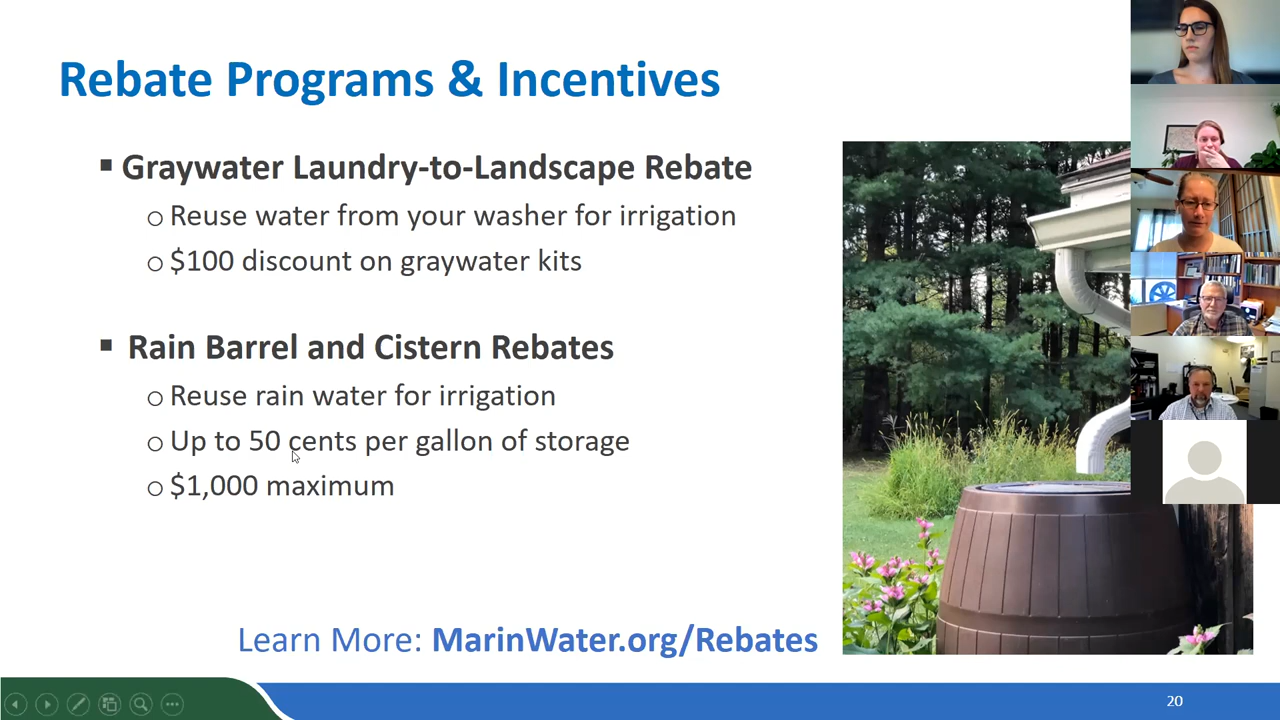 Rebate Programs & Incentives
▪ Graywater Laundry-to-Landscape Rebate
○ Reuse water from your washer for irrigation
○ $100 discount on graywater kits
▪ Rain Barrel and Cistern Rebates
○ Reuse rain water for irrigation
○ Up to 50 cents per gallon of storage
○ $1,000 maximum
Learn More: MarinWater.org/Rebates
20